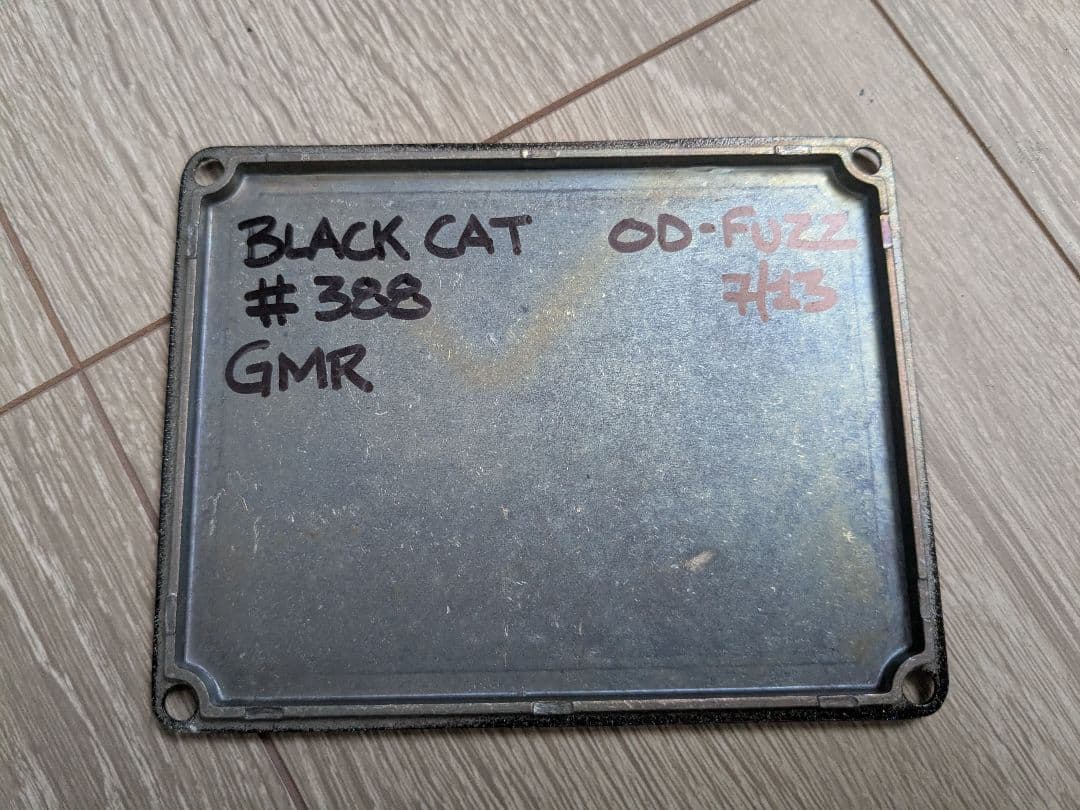 BLACK CAT OD-FUZZ
#388 7/13
GMR